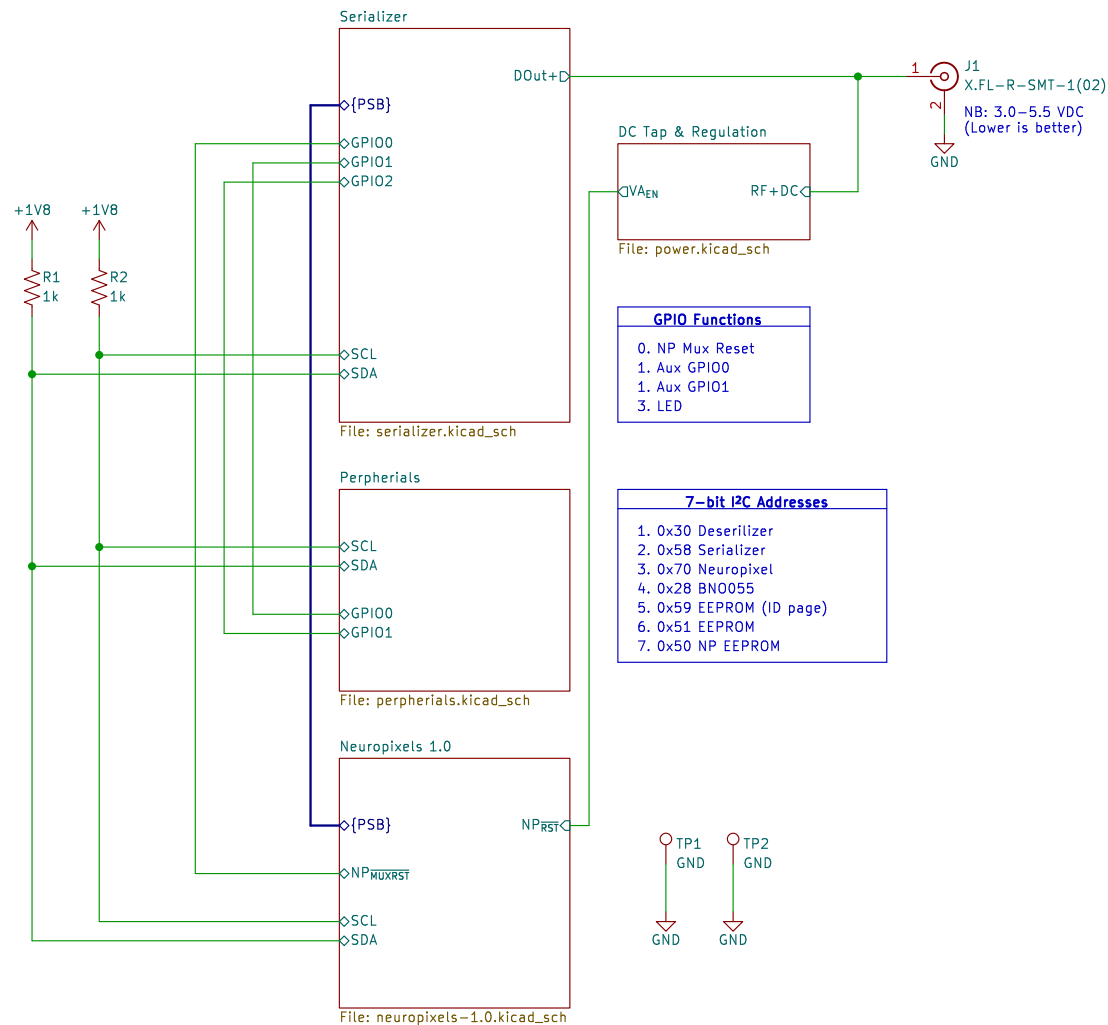 Serializer
DOut+
{PSB}
GPIO0
GPIO1
GPIO2
SCL
SDA
File: serializer.kicad_sch
1
2
J1
X.FL-R-SMT-1(02)
NB: 3.0-5.5 VDC
(Lower is better)
GND
DC Tap & Regulation
VAEN
RF+DC
File: power.kicad_sch
+1V8
+1V8
R1
1k
R2
1k
GPIO Functions
0. NP Mux Reset
1. Aux GPIO0
1. Aux GPIO1
3. LED
Perpherials
SCL
SDA
GPIO0
GPIO1
File: perpherials.kicad_sch
7-bit I²C Addresses
1. 0x30 Deserilizer
2. 0x58 Serializer
3. 0x70 Neuropixel
4. 0x28 BNO055
5. 0x59 EEPROM (ID page)
6. 0x51 EEPROM
7. 0x50 NP EEPROM
Neuropixels 1.0
{PSB}
NPRST
NPMUXRST
SCL
SDA
File: neuropixels-1.0.kicad_sch
TP1
GND
GND
TP2
GND
GND